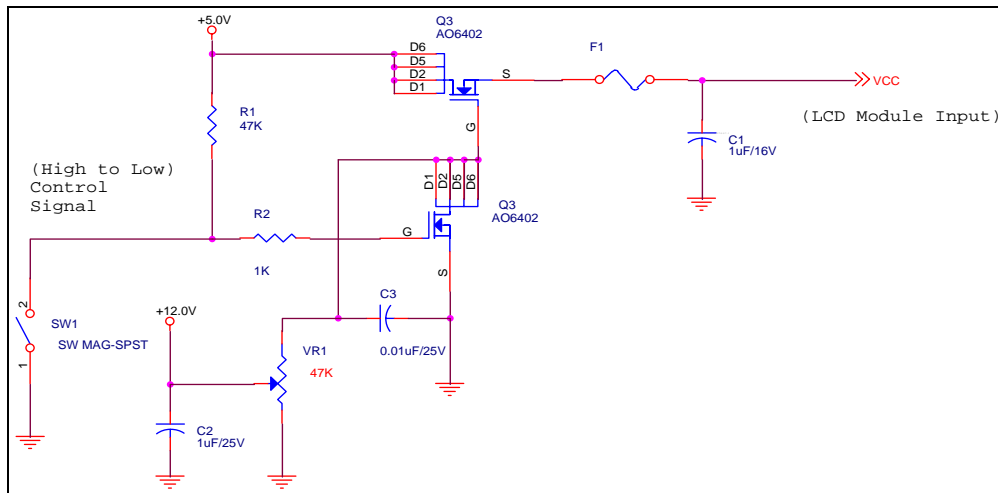 +5.0V
Q3
AO6402
D6
D5
D2
D1
S
G
F1
VCC
(LCD Module Input)
R1
47K
C1
1uF/16V
(High to Low)
Control
Signal
D1
D2
D5
D6
Q3
AO6402
R2
1K
G
S
2
SW1
SW MAG-SPST
1
+12.0V
C3
0.01uF/25V
VR1
47K
C2
1uF/25V